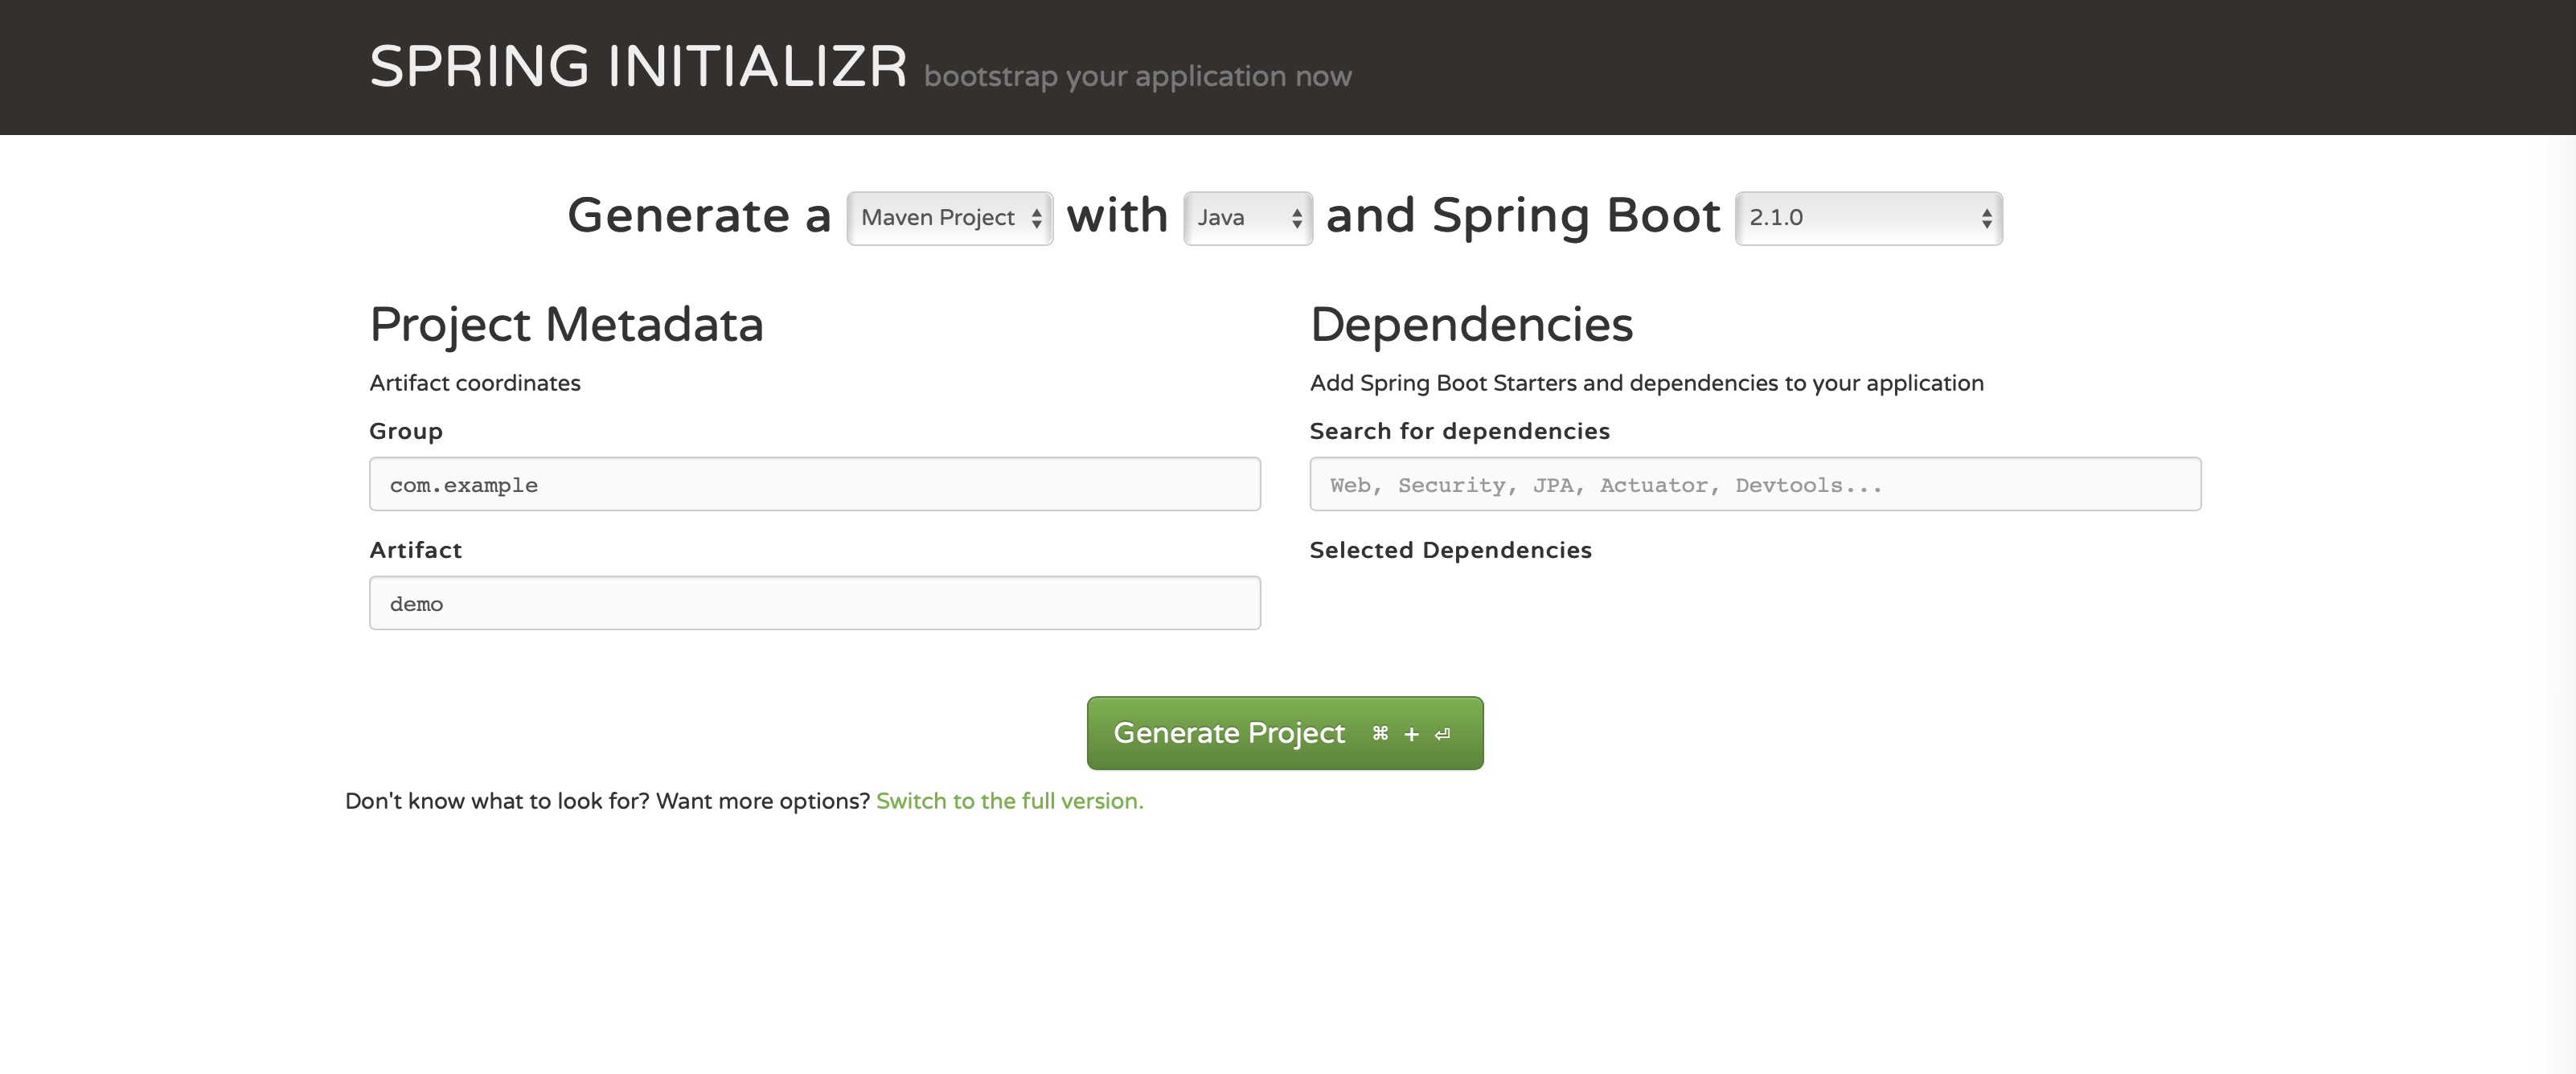 SPRING INITIALIZR bootstrap your application now
Generate a Maven Project with Java and Spring Boot 2.1.0
Project Metadata
Artifact coordinates
Group
com.example
Artifact
demo
Dependencies
Add Spring Boot Starters and dependencies to your application
Search for dependencies
Web, Security, JPA, Actuator, Devtools...
Selected Dependencies
Generate Project ⌘ + ⏎
Don't know what to look for? Want more options? Switch to the full version.